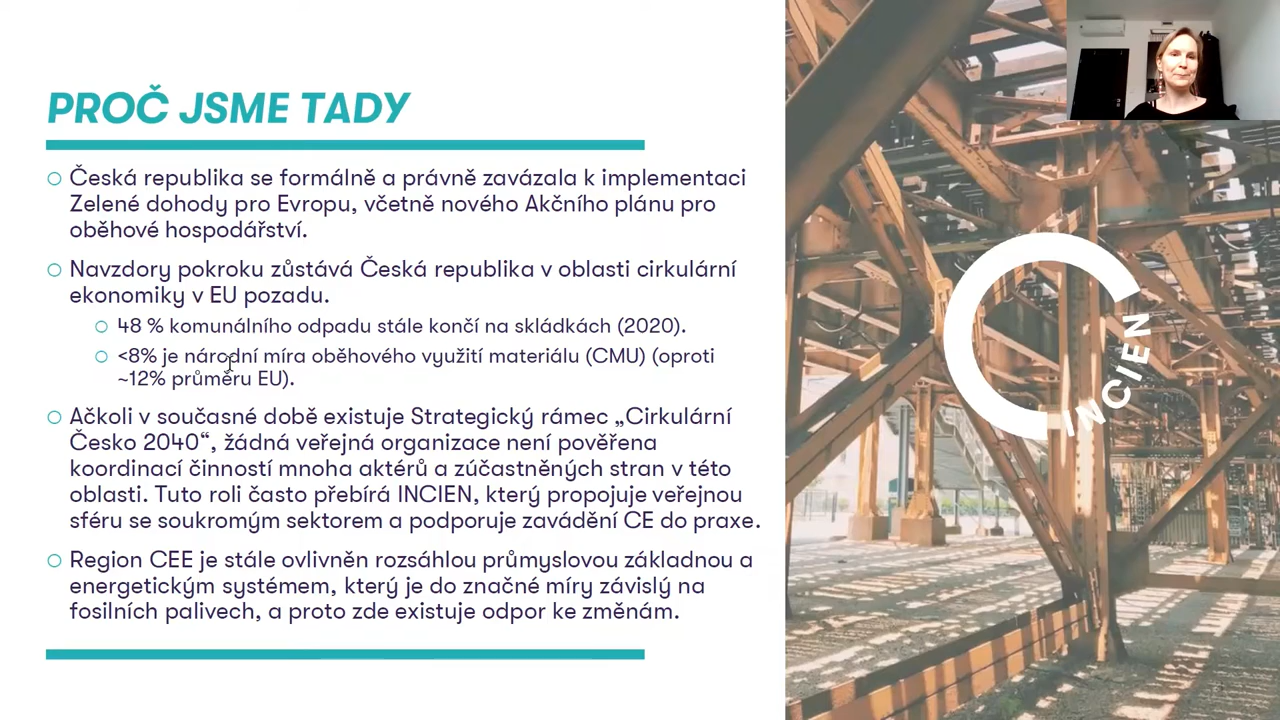 PROČ JSME TADY
Česká republika se formálně a právně zavázala k implementaci
Zelené dohody pro Evropu, včetně nového Akčního plánu pro
oběhové hospodářství.
Navzdory pokroku zůstává Česká republika v oblasti cirkulární
ekonomiky v EU pozadu.
48 % komunálního odpadu stále končí na skládkách (2020).
<8% je národní míra oběhového využití materiálu (CMU) (oproti
~12% průměru EU).
Ačkoli v současné době existuje Strategický rámec „Cirkulární
Česko 2040“, žádná veřejná organizace není pověřena
koordinací činností mnoha aktérů a zúčastněných stran v této
oblasti. Tuto roli často přebírá INCIEN, který propojuje veřejnou
sféru se soukromým sektorem a podporuje zavádění CE do praxe.
Region CEE je stále ovlivněn rozsáhlou průmyslovou základnou a
energetickým systémem, který je do značné míry závislý na
fosilních palivech, a proto zde existuje odpor ke změnám.
INCIEN